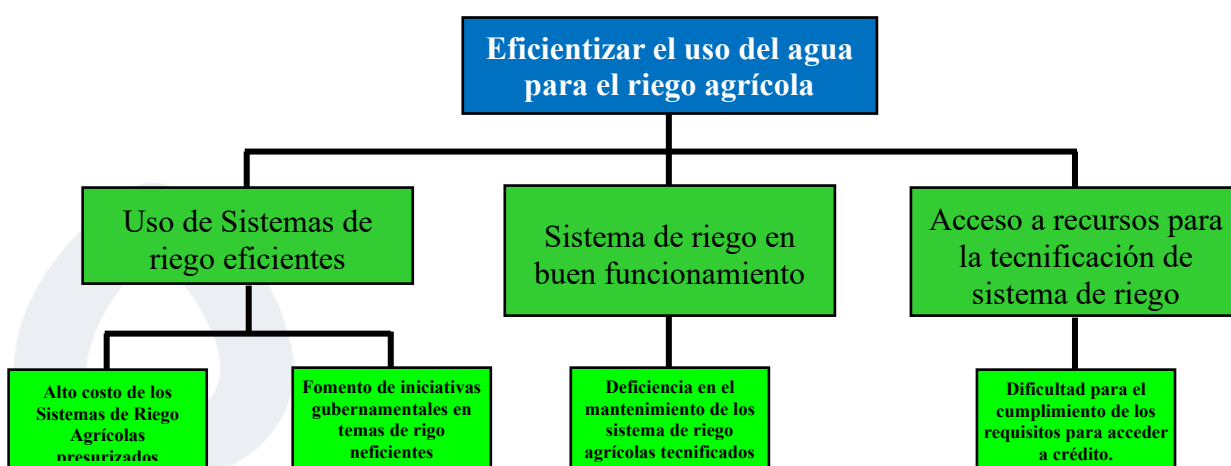 Eficientizar el uso del agua
para el riego agrícola
Uso de Sistemas de
riego eficientes
Sistema de riego en
buen funcionamiento
Acceso a recursos para
la tecnificación de
sistema de riego
Alto costo de los
Sistemas de Riego
Agrícolas
presurizados
Fomento de iniciativas
gubernamentales en
temas de rigo
neficientes
Deficiencia en el
mantenimiento de los
sistema de riego
agrícolas tecnificados
Dificultad para el
cumplimiento de los
requisitos para acceder
a crédito.